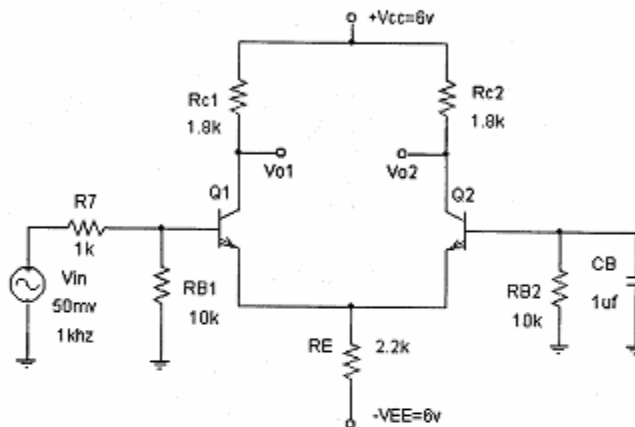 +Vcc=6v
Rc1
1.8k
Rc2
1.8k
Vo1
Vo2
Q1
Q2
R7
1k
Vin
50mv
1khz
RB1
10k
RB2
10k
CB
1uf
RE
2.2k
-VEE=6v